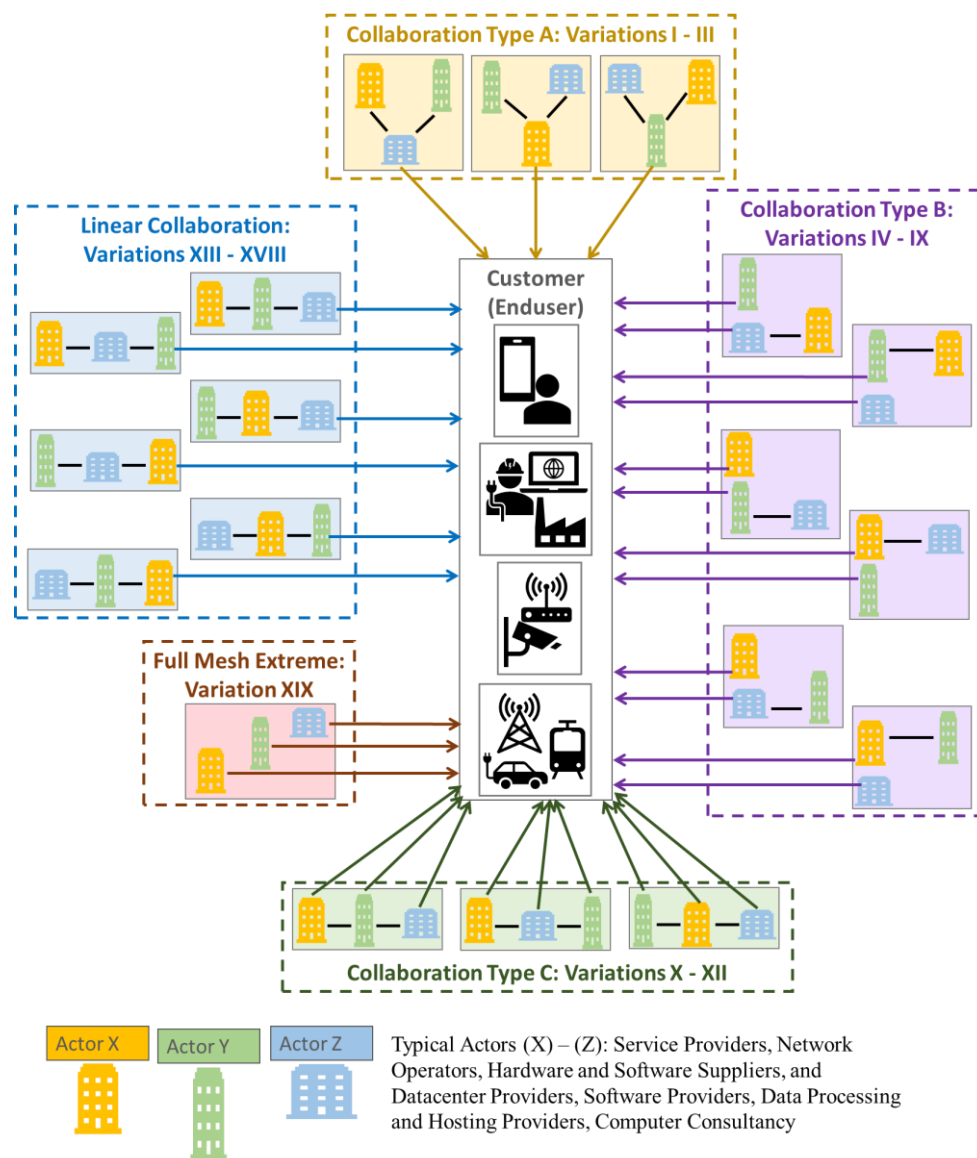 Collaboration Type A: Variations I - III
Linear Collaboration:
Variations XIII - XVIII
Collaboration Type B:
Variations IV - IX
Customer
(Enduser)
Full Mesh Extreme:
Variation XIX
Collaboration Type C: Variations X - XII
Actor X
Actor Y
Actor Z
Typical Actors (X) – (Z): Service Providers, Network
Operators, Hardware and Software Suppliers, and
Datacenter Providers, Software Providers, Data Processing
and Hosting Providers, Computer Consultancy